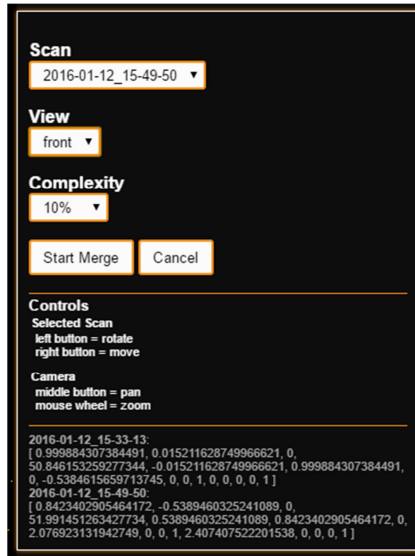 Scan
2016-01-12_15-49-50
View
front
Complexity
10%
Start Merge Cancel
Controls
Selected Scan
left button = rotate
right button = move
Camera
middle button = pan
mouse wheel = zoom
2016-01-12_15-33-13:
[ 0.999884307384491, 0.015211628749966621, 0,
50.846153259277344, -0.015211628749966621, 0.999884307384491,
0, -0.5384615659713745, 0, 0, 1, 0, 0, 0, 0, 1 ]
2016-01-12_15-49-50:
[ 0.8423402905464172, -0.5389460325241089, 0,
51.991451263427734, 0.5389460325241089, 0.8423402905464172, 0,
2.076923131942749, 0, 0, 1, 2.407407522201538, 0, 0, 0, 1 ]